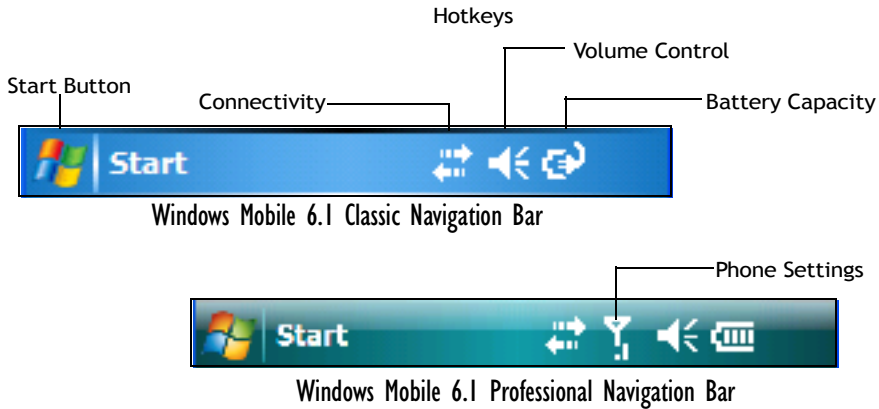 Hotkeys
Volume Control
Start Button
Connectivity
Battery Capacity
Start
Windows Mobile 6.1 Classic Navigation Bar
Phone Settings
Start
Windows Mobile 6.1 Professional Navigation Bar